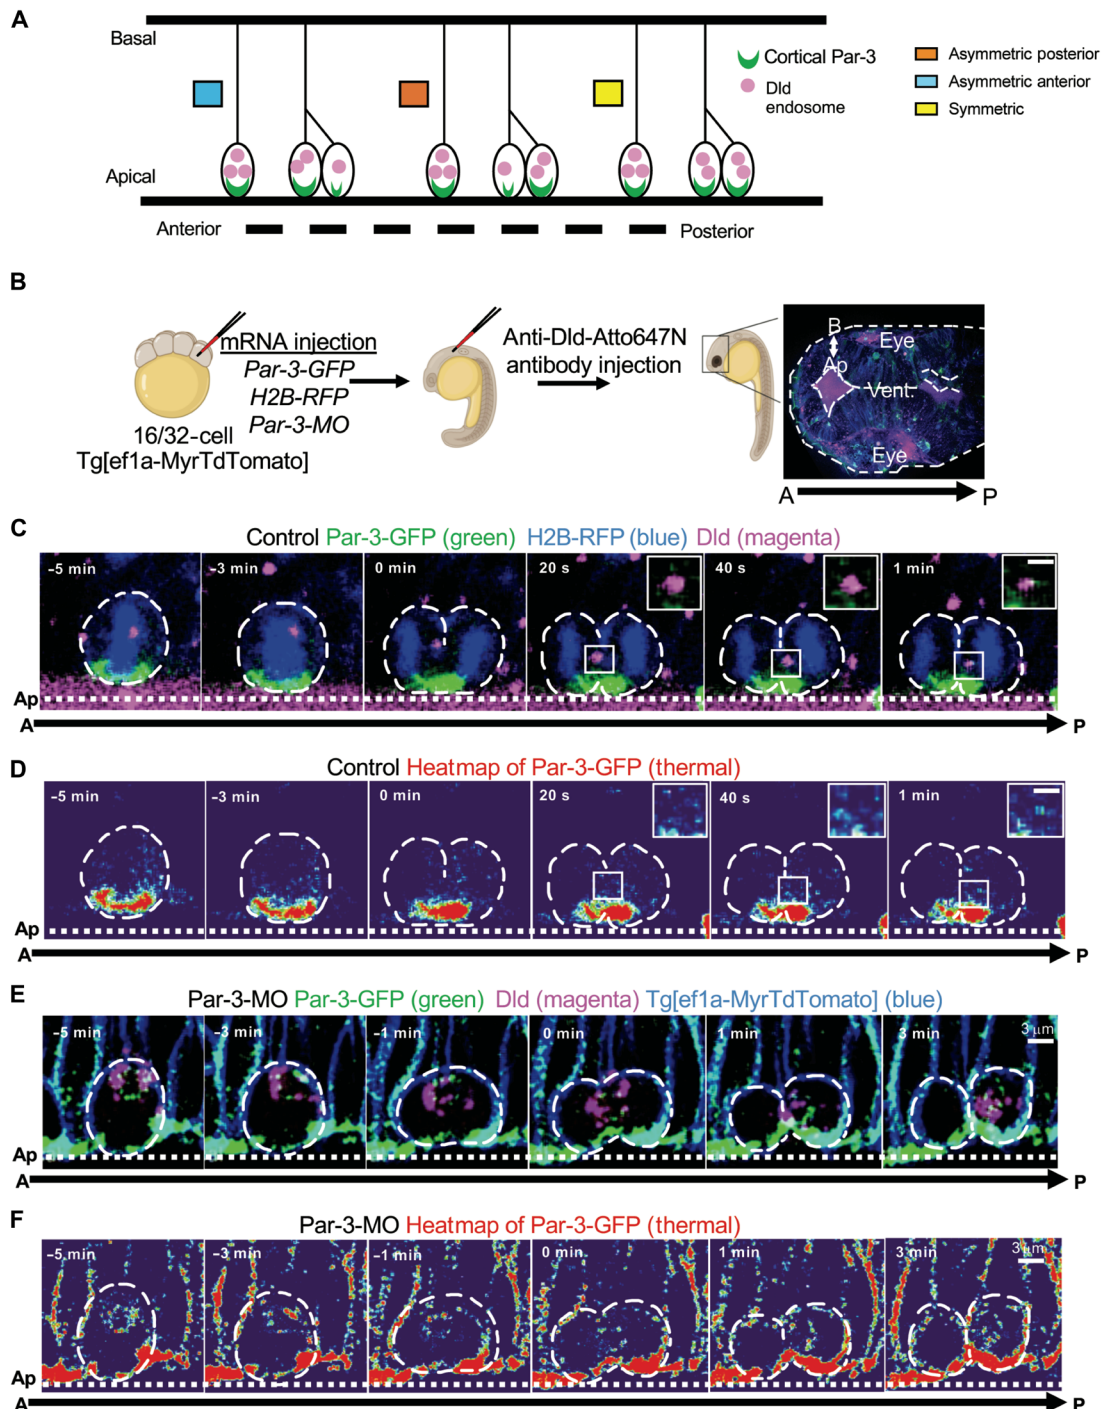 A
Basal
Apical
Anterior
Posterior
Cortical Par-3
Dld
endosome
Asymmetric posterior
Asymmetric anterior
Symmetric
B
mRNA injection
Par-3-GFP
H2B-RFP
Par-3-MO
16/32-cell
Tg[ef1a-MyrTdTomato]
Anti-Dld-Atto647N
antibody injection
B
Ap
Eye
Vent.
Eye
A
P
C
Control Par-3-GFP (green) H2B-RFP (blue) Dld (magenta)
–5 min
–3 min
0 min
20 s
40 s
1 min
Ap
A
P
D
Control Heatmap of Par-3-GFP (thermal)
–5 min
–3 min
0 min
20 s
40 s
1 min
Ap
A
P
E
Par-3-MO Par-3-GFP (green) Dld (magenta) Tg[ef1a-MyrTdTomato] (blue)
–5 min
–3 min
–1 min
0 min
1 min
3 min
3 µm
Ap
A
P
F
Par-3-MO Heatmap of Par-3-GFP (thermal)
–5 min
–3 min
–1 min
0 min
1 min
3 min
3 µm
Ap
A
P